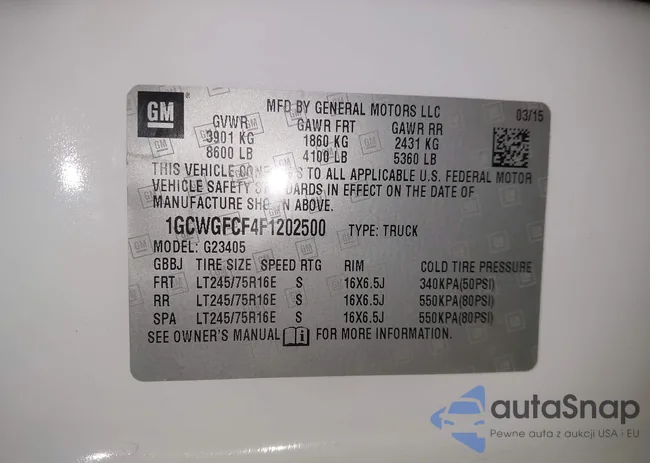 GM
MFD BY GENERAL MOTORS LLC 03/15
GVWR GAWR FRT GAWR RR
3901 KG 1860 KG 2431 KG
8600 LB 4100 LB 5360 LB
THIS VEHICLE CONFORMS TO ALL APPLICABLE U.S. FEDERAL MOTOR
VEHICLE SAFETY STANDARDS IN EFFECT ON THE DATE OF
MANUFACTURE SHOWN ABOVE.
1GCWGFCF4F1202500 TYPE: TRUCK
MODEL: G23405
GBBJ TIRE SIZE SPEED RTG RIM COLD TIRE PRESSURE
FRT LT245/75R16E S 16X6.5J 340KPA(50PSI)
RR LT245/75R16E S 16X6.5J 550KPA(80PSI)
SPA LT245/75R16E S 16X6.5J 550KPA(80PSI)
SEE OWNER'S MANUAL FOR MORE INFORMATION.
autaSnap
Pewne auta z aukcji USA i EU